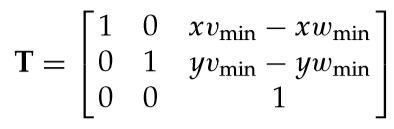 1 0 xv_min − xw_min
T = 0 1 yv_min − yw_min
0 0 1